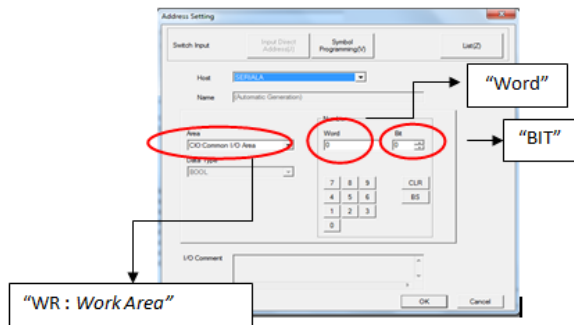 Address Setting
Switch Input
Input Direct Address(J)
Symbol Programming(V)
List(Z)
Host
SERIALA
"Word"
Name
(Automatic Generation)
Number
Area
Word
Bit
"BIT"
CIO:Common I/O Area
0
0
Data Type
BOOL
7 8 9 CLR
4 5 6 BS
1 2 3
0
I/O Comment
"WR : Work Area"
OK
Cancel